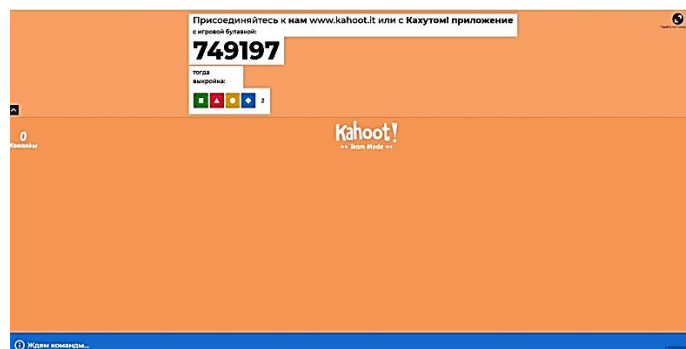 Присоединяйтесь к нам www.kahoot.it или с Кахутом! приложение
с игровой булавкой:
749197
тогда
выкройка:
2
0
Команды
Kahoot!
Team Mode
Ждем команды...